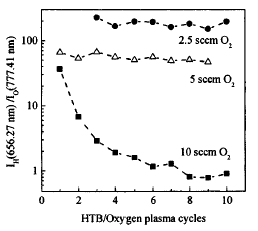 100
10
1
I_H(656.27 nm) /I_O(777.41 nm)
2.5 sccm O₂
5 sccm O₂
10 sccm O₂
0 2 4 6 8 10
HTB/Oxygen plasma cycles